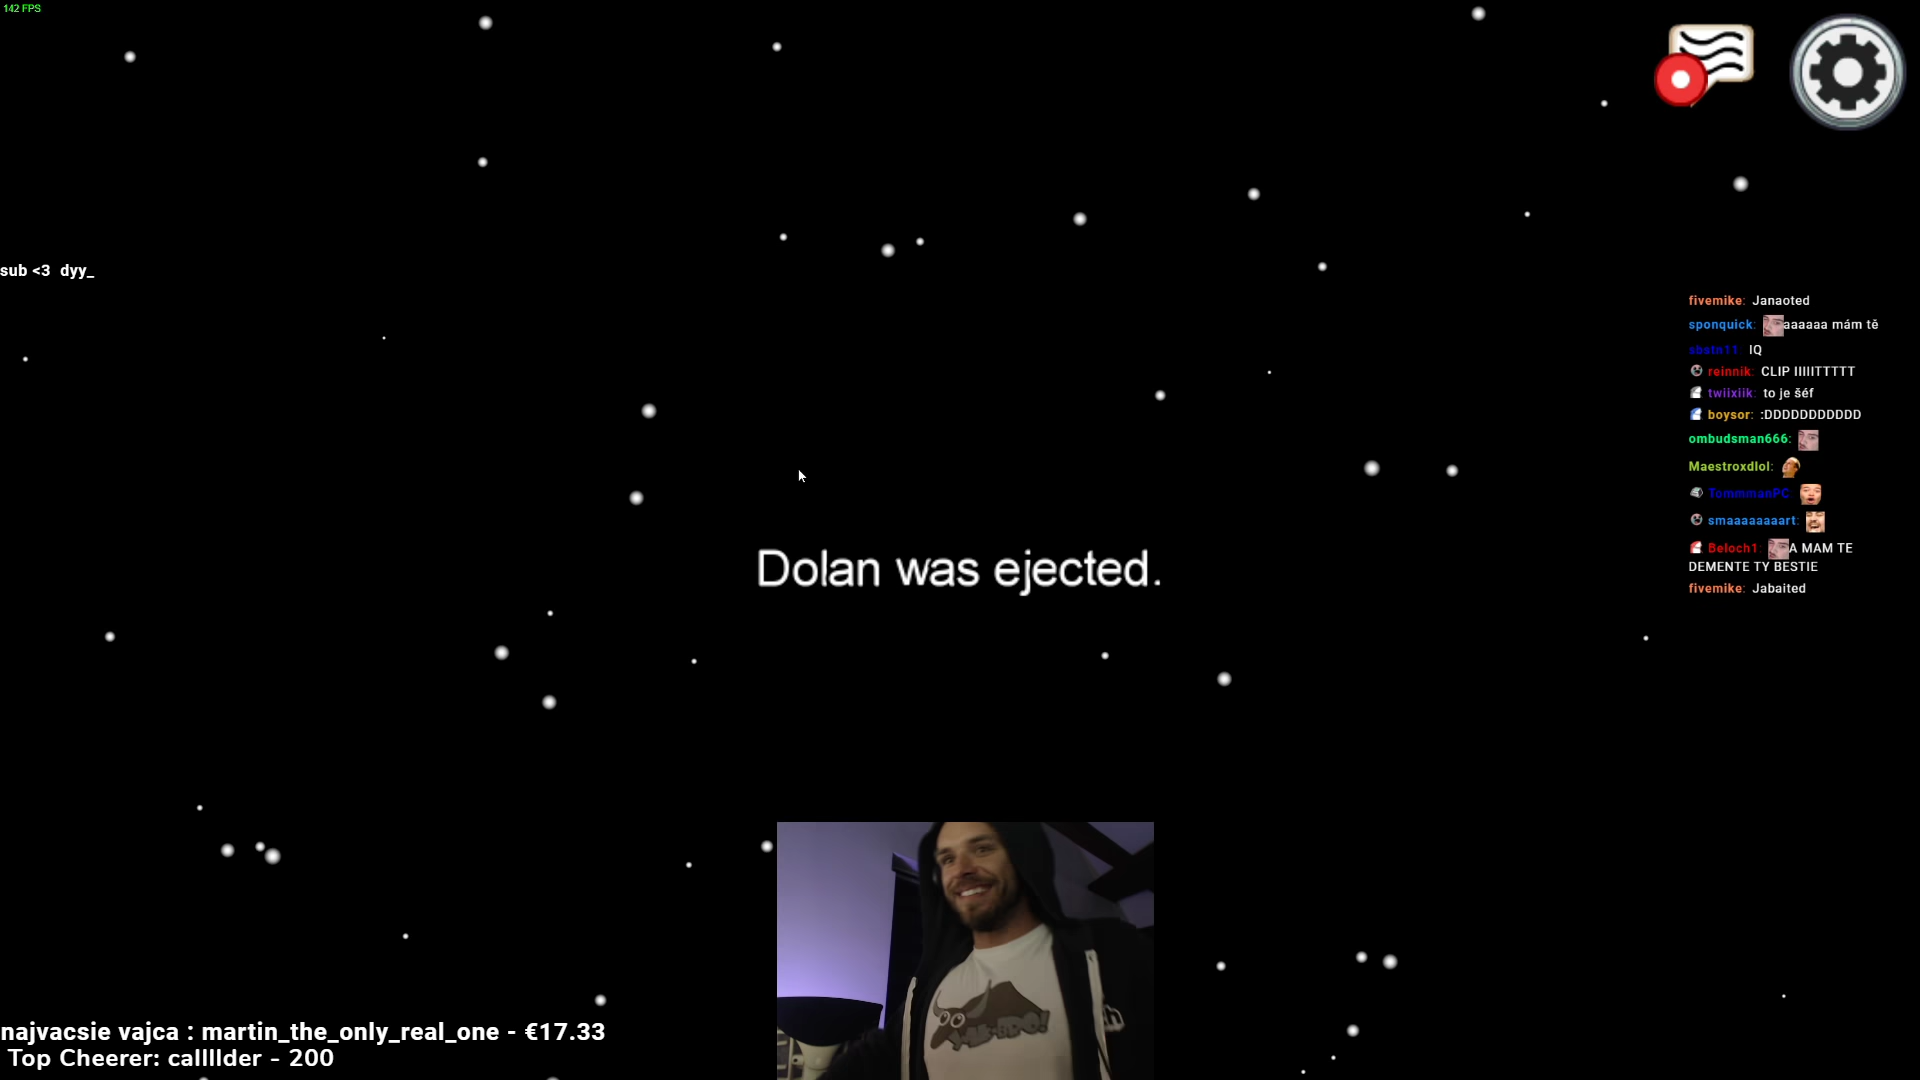 142 FPS
sub <3 dyy_
fivemike: Janaoted
sponquick: aaaaaa mám tě
sbstn11: IQ
reinnik: CLIP IIIIITTTTT
twiixiik: to je šéf
boysor: :DDDDDDDDDDD
ombudsman666:
Maestroxdlol:
TommmanPC:
smaaaaaaaart:
Beloch1: A MAM TE
DEMENTE TY BESTIE
fivemike: Jabaited
Dolan was ejected.
najvacsie vajca : martin_the_only_real_one - €17.33
Top Cheerer: callllder - 200